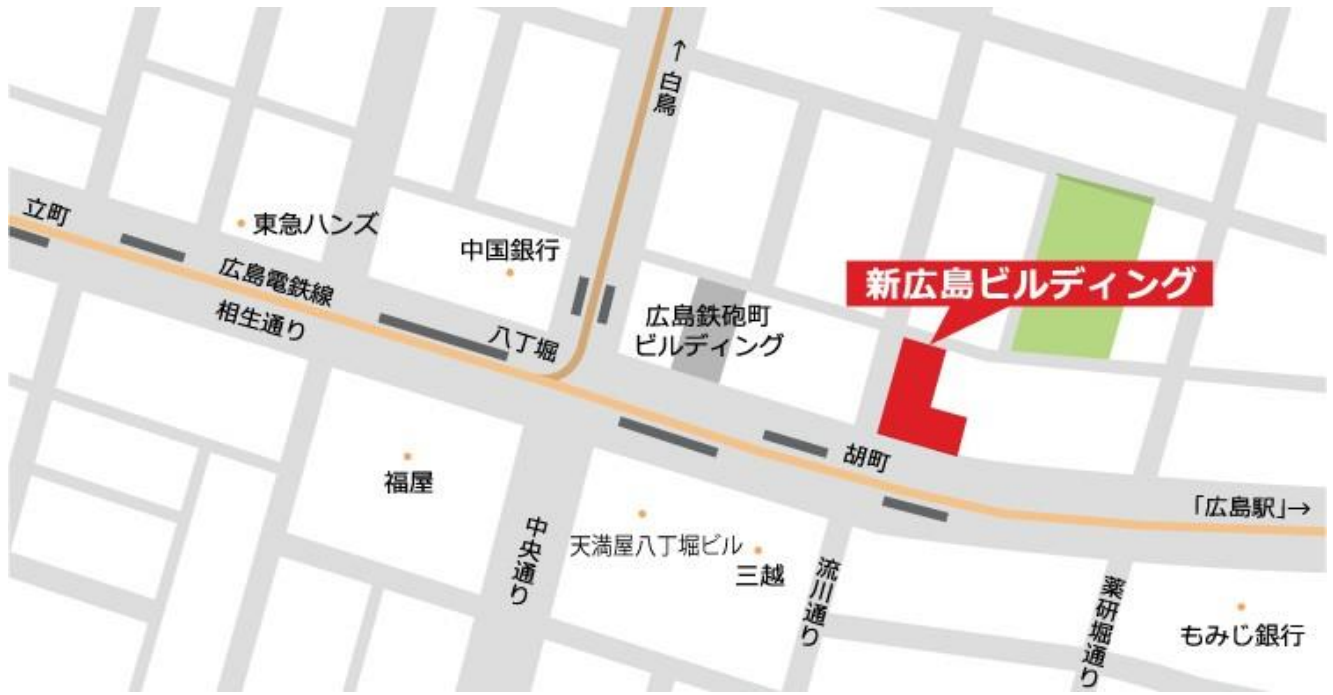 ↑白鳥
立町
東急ハンズ
中国銀行
広島電鉄線
相生通り
八丁堀
広島鉄砲町
ビルディング
新広島ビルディング
胡町
福屋
「広島駅」→
中央通り
天満屋八丁堀ビル
三越
流川通り
薬研堀通り
もみじ銀行